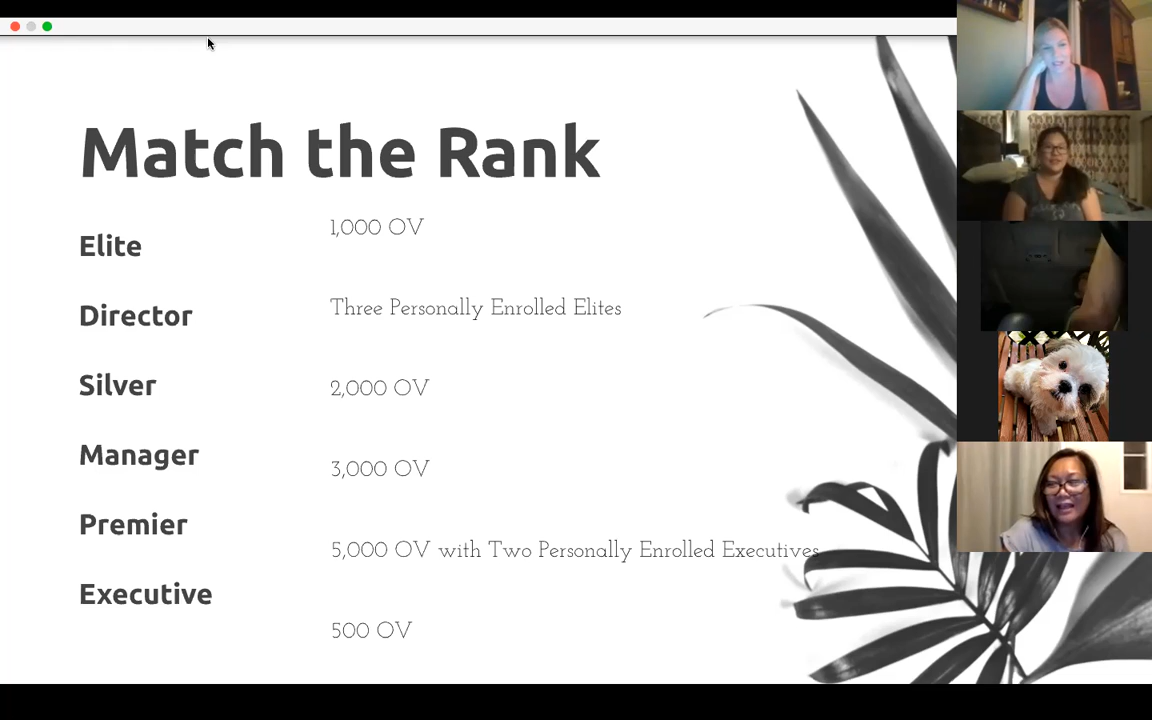 Match the Rank
Elite
Director
Silver
Manager
Premier
Executive
1,000 OV
Three Personally Enrolled Elites
2,000 OV
3,000 OV
5,000 OV with Two Personally Enrolled Executives
500 OV